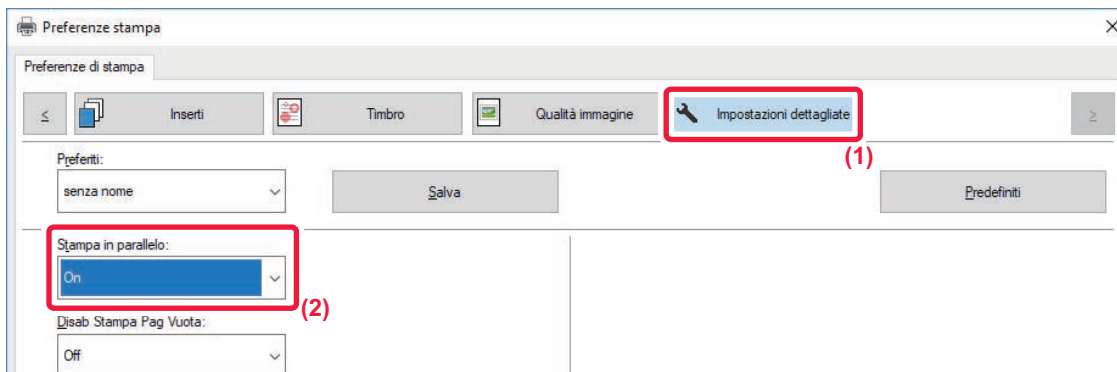 Preferenze stampa
Preferenze di stampa
< Inserti Timbro Qualità immagine Impostazioni dettagliate >
(1)
Preferiti:
senza nome Salva Predefiniti
Stampa in parallelo:
On
(2)
Disab Stampa Pag Vuota:
Off